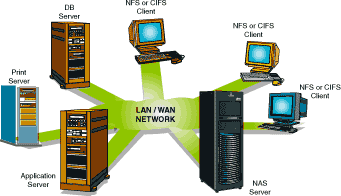 DB
Server
NFS or CIFS
Client
NFS or CIFS
Client
Print
Server
NFS or CIFS
Client
LAN / WAN
NETWORK
Application
Server
NAS
Server